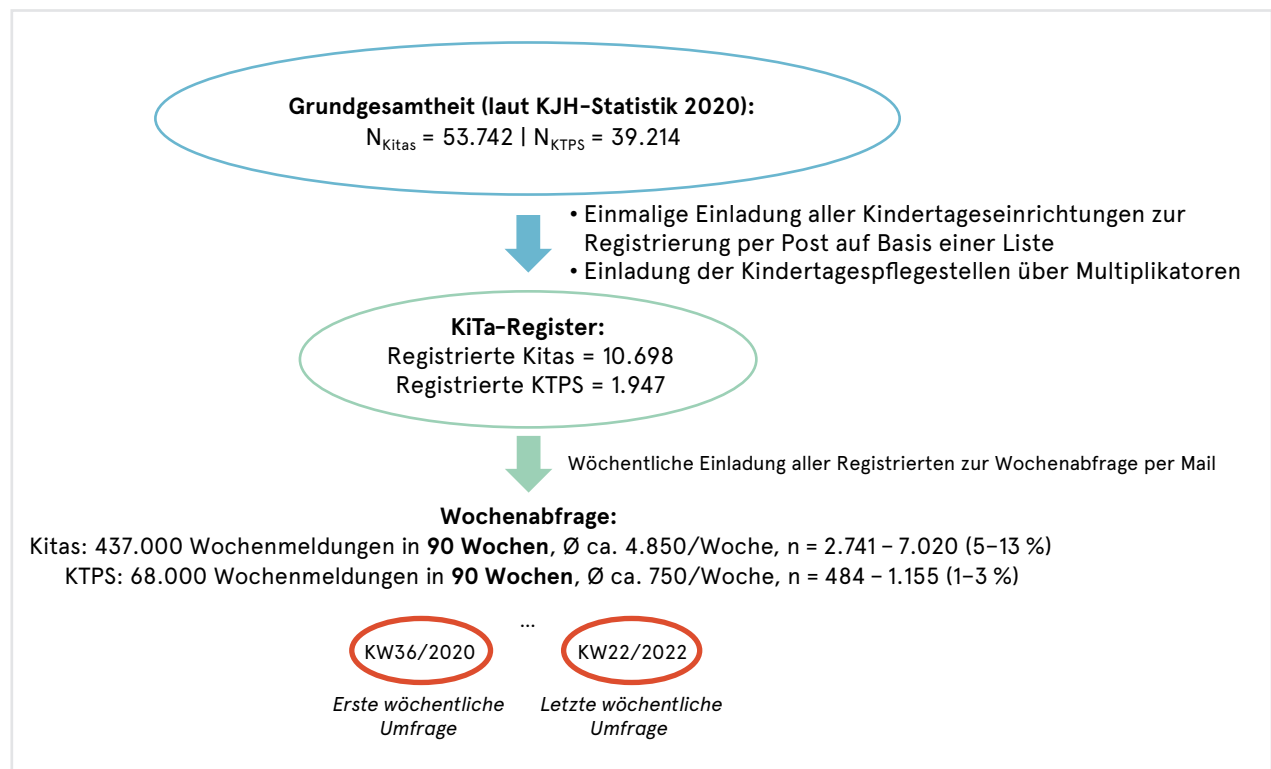 Grundgesamtheit (laut KJH-Statistik 2020):
N_Kitas = 53.742 | N_KTPS = 39.214
• Einmalige Einladung aller Kindertageseinrichtungen zur
Registrierung per Post auf Basis einer Liste
• Einladung der Kindertagespflegestellen über Multiplikatoren
KiTa-Register:
Registrierte Kitas = 10.698
Registrierte KTPS = 1.947
Wöchentliche Einladung aller Registrierten zur Wochenabfrage per Mail
Wochenabfrage:
Kitas: 437.000 Wochenmeldungen in 90 Wochen, Ø ca. 4.850/Woche, n = 2.741 – 7.020 (5–13 %)
KTPS: 68.000 Wochenmeldungen in 90 Wochen, Ø ca. 750/Woche, n = 484 – 1.155 (1–3 %)
KW36/2020 ... KW22/2022
Erste wöchentliche Umfrage
Letzte wöchentliche Umfrage